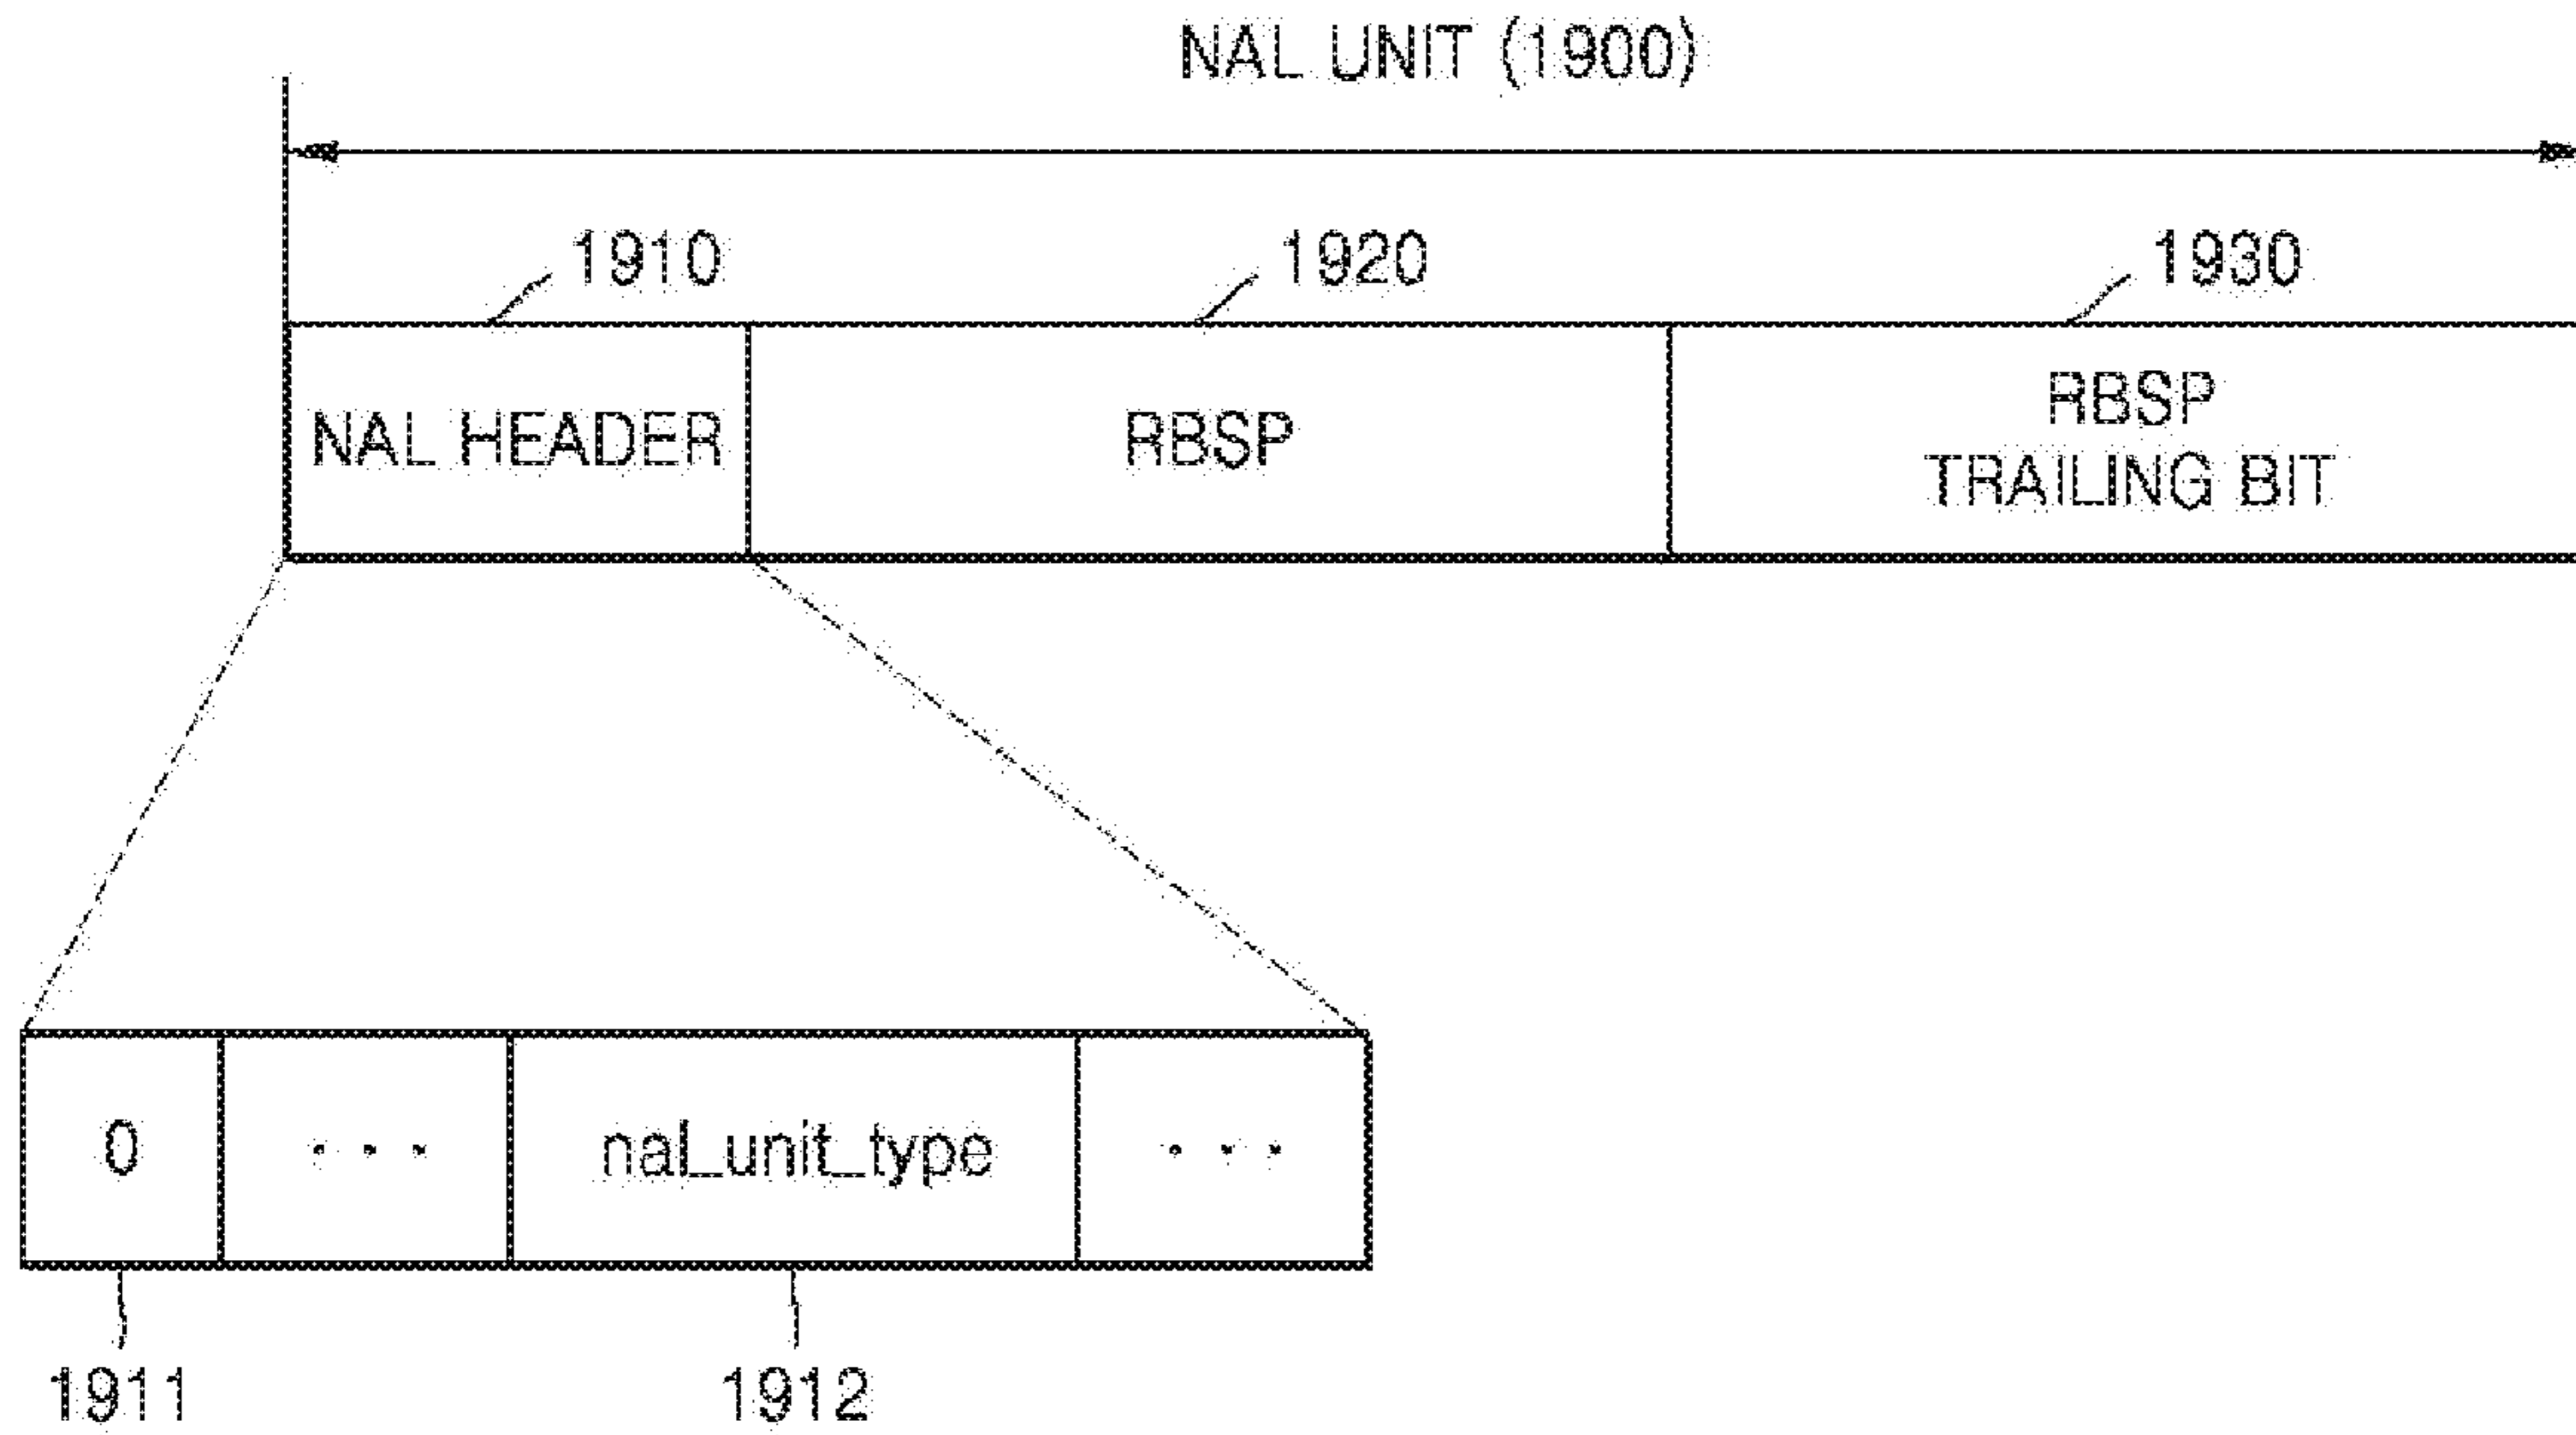 NAL UNIT (1900)
1910
1920
1930
NAL HEADER
RBSP
RBSP
TRAILING BIT
0
• • •
nal_unit_type
• • •
1911
1912